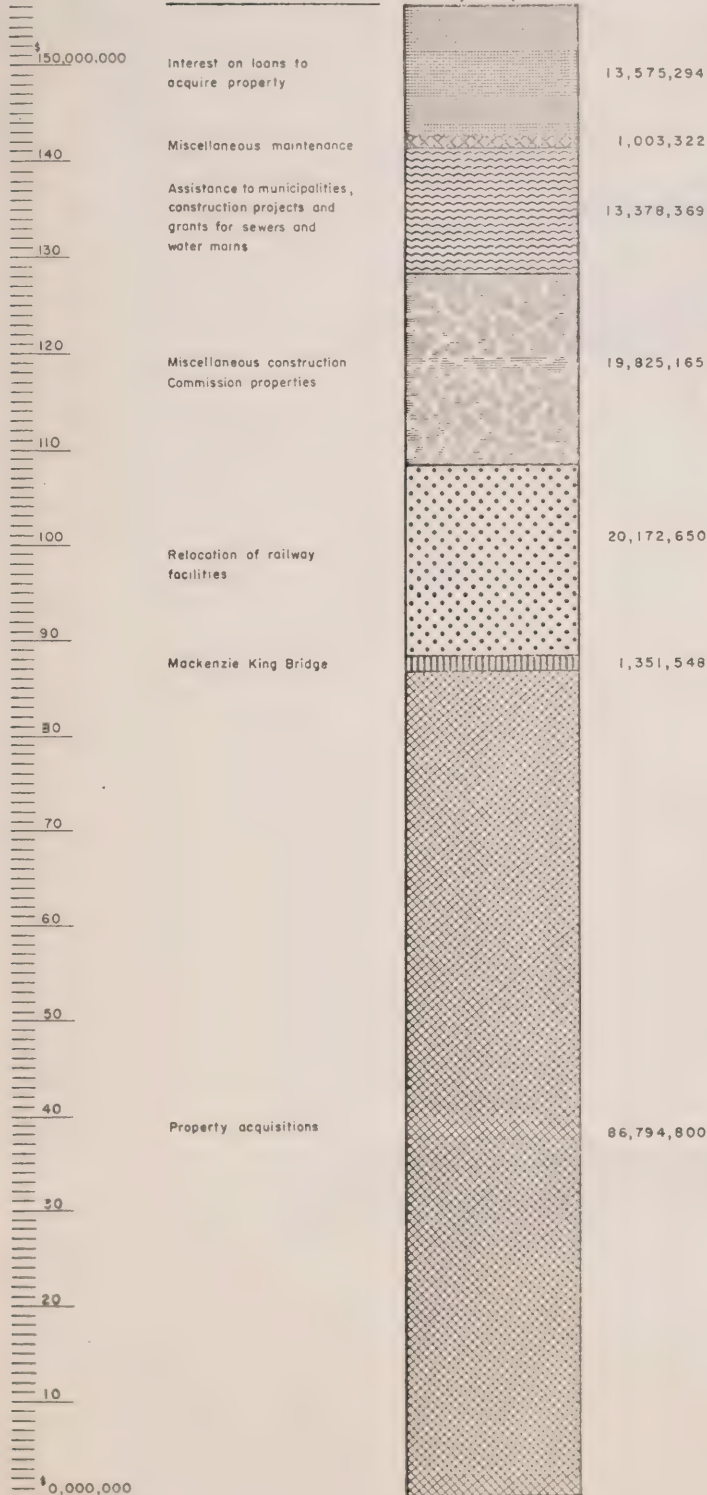 $
150,000,000
Interest on loans to
acquire property
13,575,294
Miscellaneous maintenance
1,003,322
140
Assistance to municipalities,
construction projects and
grants for sewers and
water mains
13,378,369
130
120
Miscellaneous construction
Commission properties
19,825,165
110
100
Relocation of railway
facilities
20,172,650
90
Mackenzie King Bridge
1,351,548
80
70
60
50
40
Property acquisitions
86,794,800
30
20
10
$0,000,000